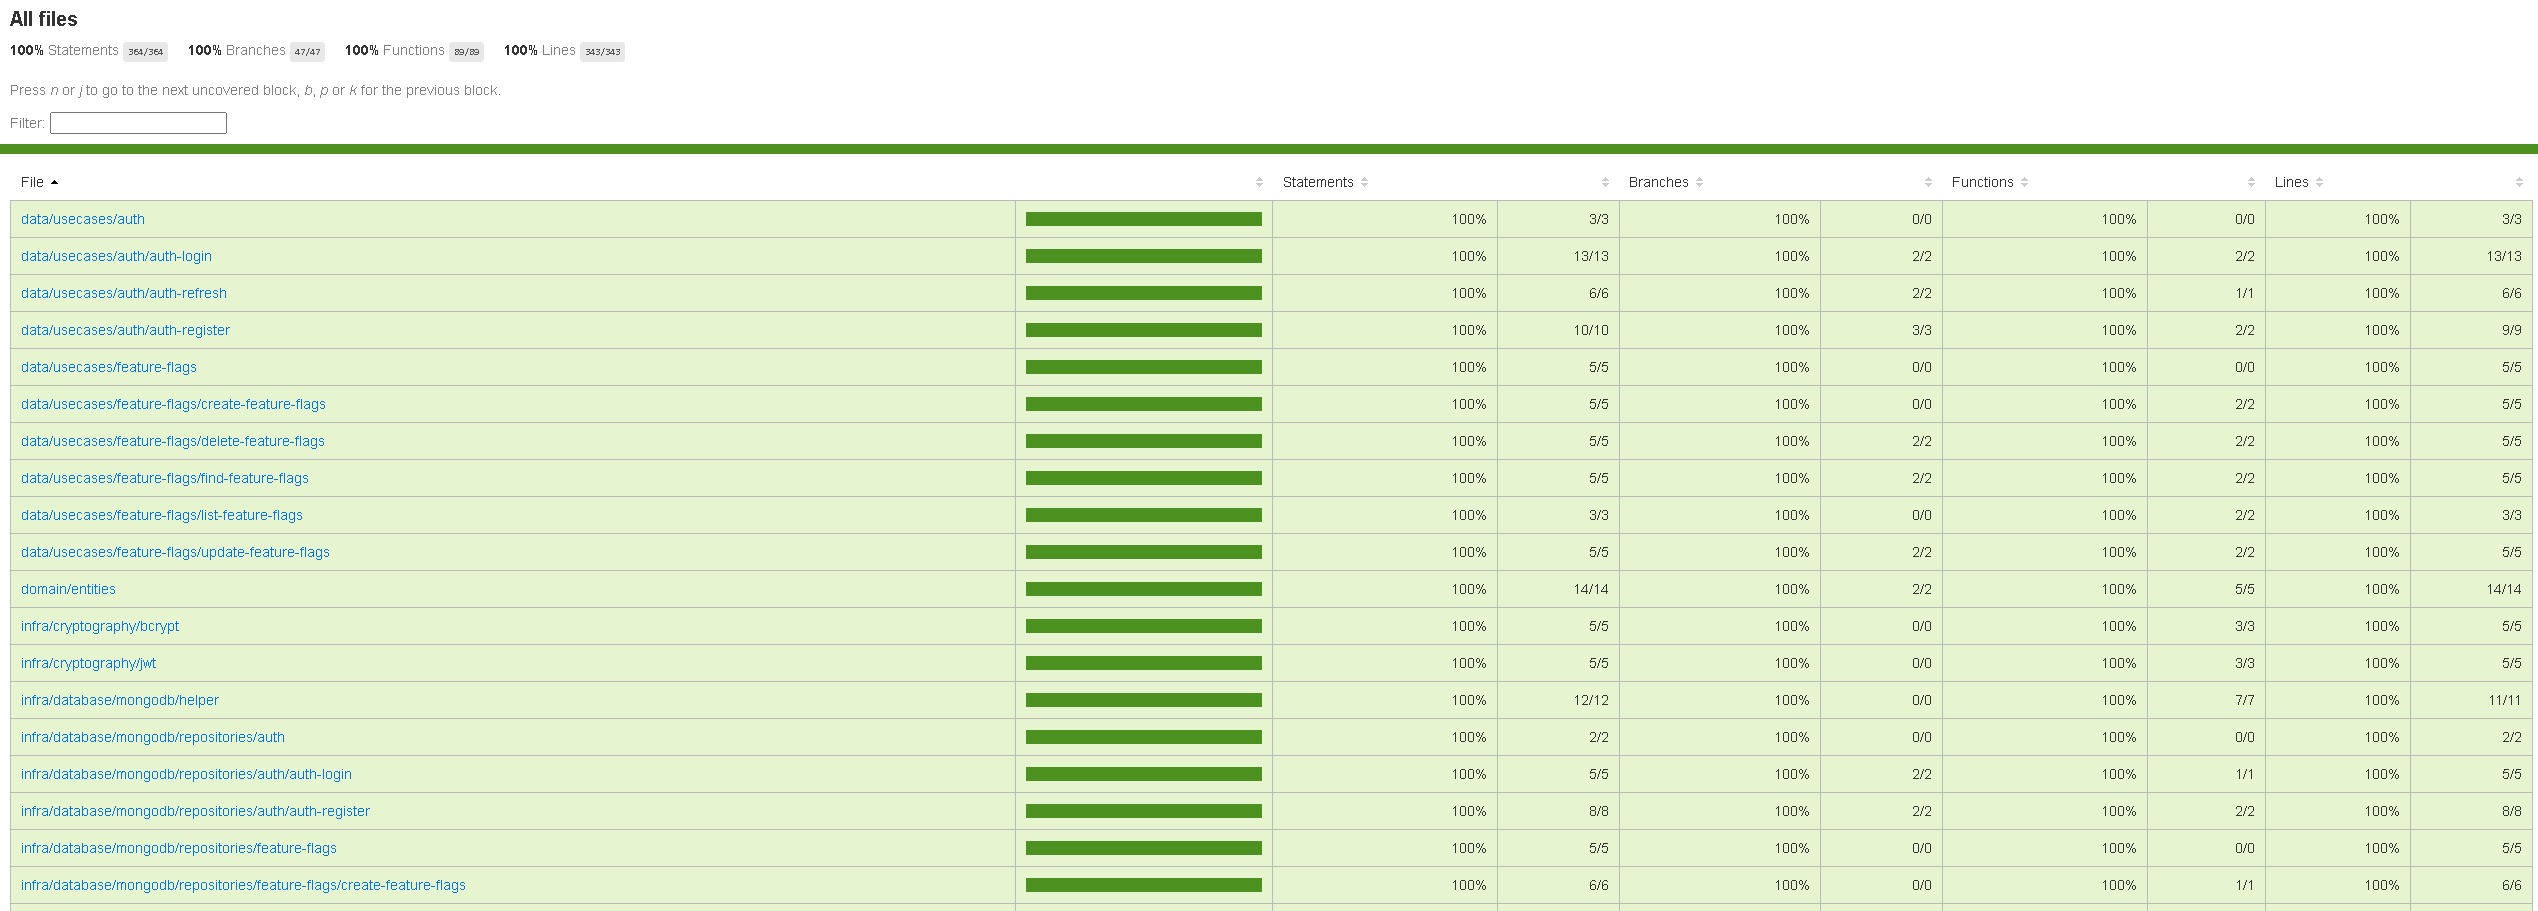 All files
100% Statements 364/364 100% Branches 47/47 100% Functions 89/89 100% Lines 343/343
Press n or j to go to the next uncovered block, b, p or k for the previous block.
Filter:
File Statements Branches Functions Lines
data/usecases/auth 100% 3/3 100% 0/0 100% 0/0 100% 3/3
data/usecases/auth/auth-login 100% 13/13 100% 2/2 100% 2/2 100% 13/13
data/usecases/auth/auth-refresh 100% 6/6 100% 2/2 100% 1/1 100% 6/6
data/usecases/auth/auth-register 100% 10/10 100% 3/3 100% 2/2 100% 9/9
data/usecases/feature-flags 100% 5/5 100% 0/0 100% 0/0 100% 5/5
data/usecases/feature-flags/create-feature-flags 100% 5/5 100% 0/0 100% 2/2 100% 5/5
data/usecases/feature-flags/delete-feature-flags 100% 5/5 100% 2/2 100% 2/2 100% 5/5
data/usecases/feature-flags/find-feature-flags 100% 5/5 100% 2/2 100% 2/2 100% 5/5
data/usecases/feature-flags/list-feature-flags 100% 3/3 100% 0/0 100% 2/2 100% 3/3
data/usecases/feature-flags/update-feature-flags 100% 5/5 100% 2/2 100% 2/2 100% 5/5
domain/entities 100% 14/14 100% 2/2 100% 5/5 100% 14/14
infra/cryptography/bcrypt 100% 5/5 100% 0/0 100% 3/3 100% 5/5
infra/cryptography/jwt 100% 5/5 100% 0/0 100% 3/3 100% 5/5
infra/database/mongodb/helper 100% 12/12 100% 0/0 100% 7/7 100% 11/11
infra/database/mongodb/repositories/auth 100% 2/2 100% 0/0 100% 0/0 100% 2/2
infra/database/mongodb/repositories/auth/auth-login 100% 5/5 100% 2/2 100% 1/1 100% 5/5
infra/database/mongodb/repositories/auth/auth-register 100% 8/8 100% 2/2 100% 2/2 100% 8/8
infra/database/mongodb/repositories/feature-flags 100% 5/5 100% 0/0 100% 0/0 100% 5/5
infra/database/mongodb/repositories/feature-flags/create-feature-flags 100% 6/6 100% 0/0 100% 1/1 100% 6/6